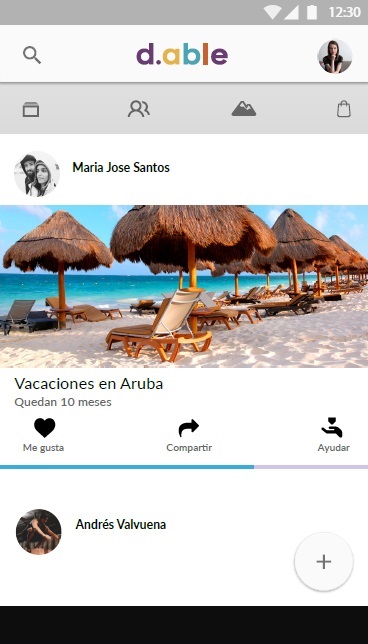 12:30
d.able
Maria Jose Santos
Vacaciones en Aruba
Quedan 10 meses
Me gusta Compartir Ayudar
Andrés Valvuena